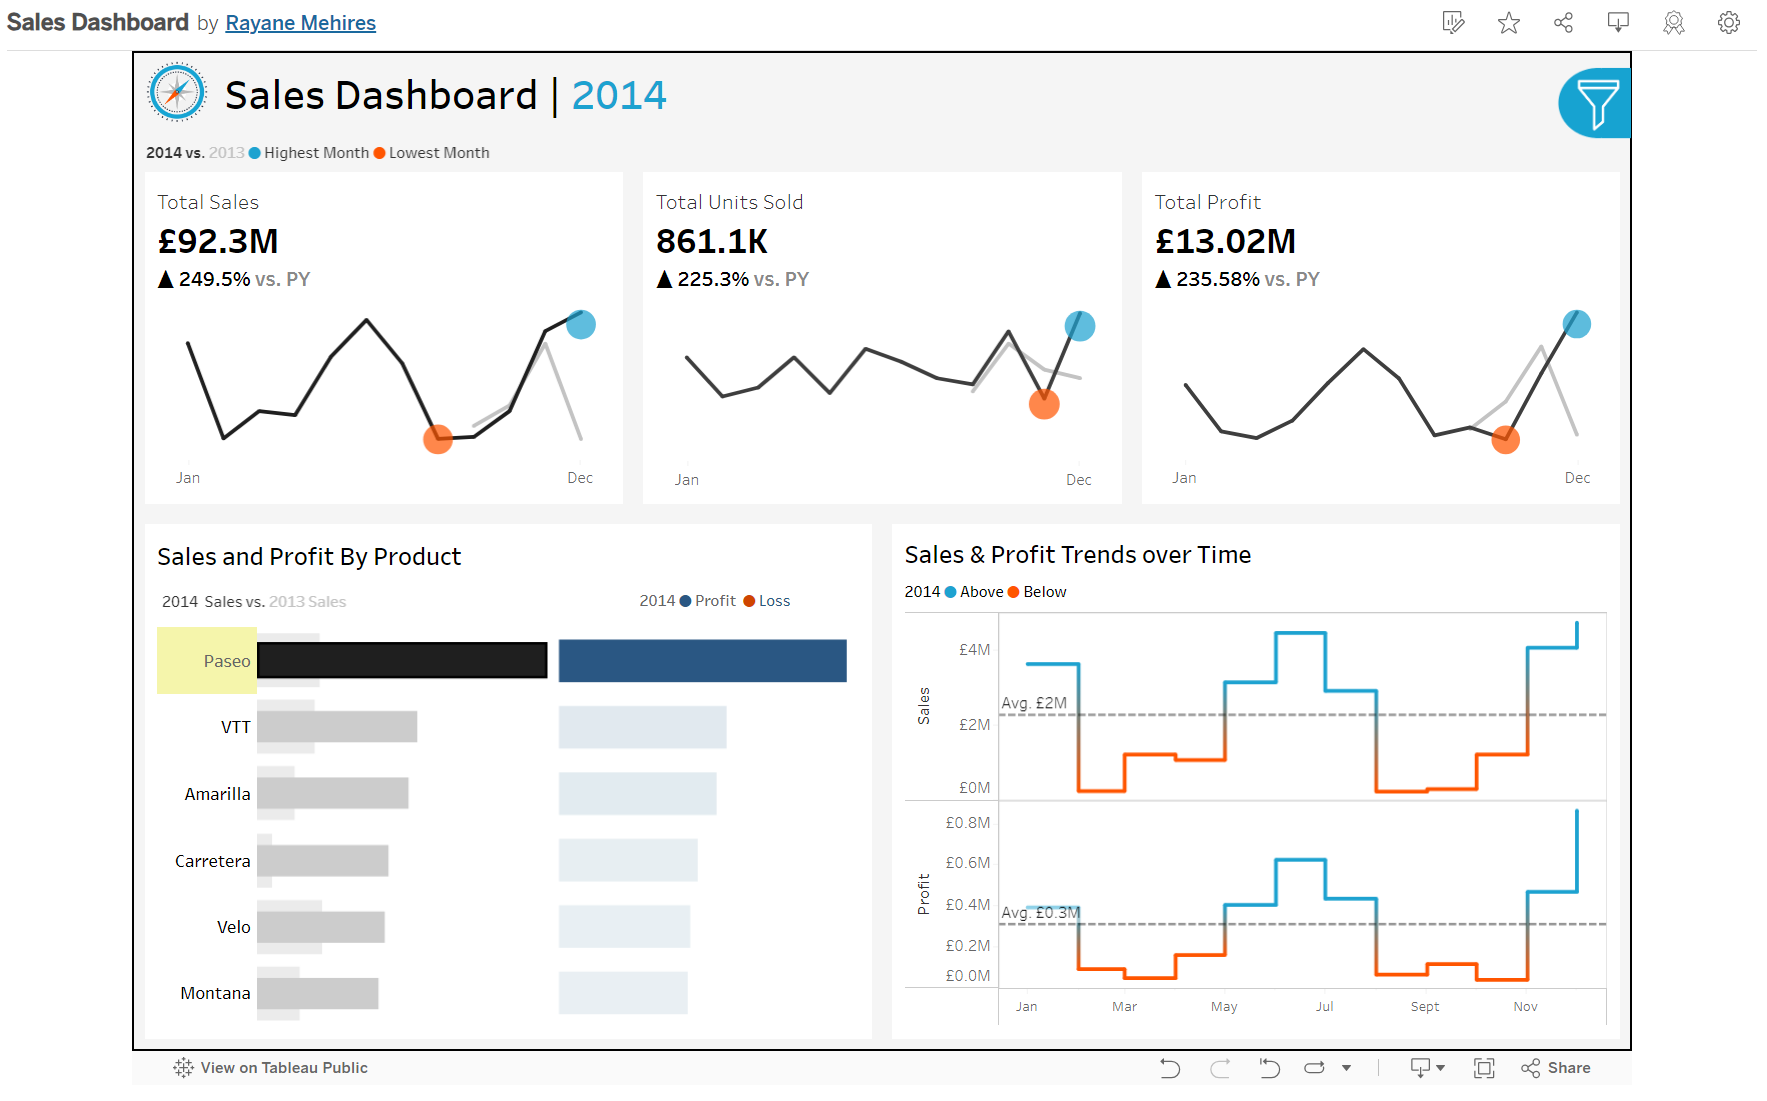 Sales Dashboard by Rayane Mehires
Sales Dashboard | 2014
2014 vs. 2013 Highest Month Lowest Month
Total Sales
£92.3M
▲ 249.5% vs. PY
Jan Dec
Total Units Sold
861.1K
▲ 225.3% vs. PY
Jan Dec
Total Profit
£13.02M
▲ 235.58% vs. PY
Jan Dec
Sales and Profit By Product
2014 Sales vs. 2013 Sales
2014 Profit Loss
Paseo
VTT
Amarilla
Carretera
Velo
Montana
Sales & Profit Trends over Time
2014 Above Below
Sales
£4M
Avg. £2M
£2M
£0M
Profit
£0.8M
£0.6M
£0.4M
Avg. £0.3M
£0.2M
£0.0M
Jan Mar May Jul Sept Nov
View on Tableau Public
Share